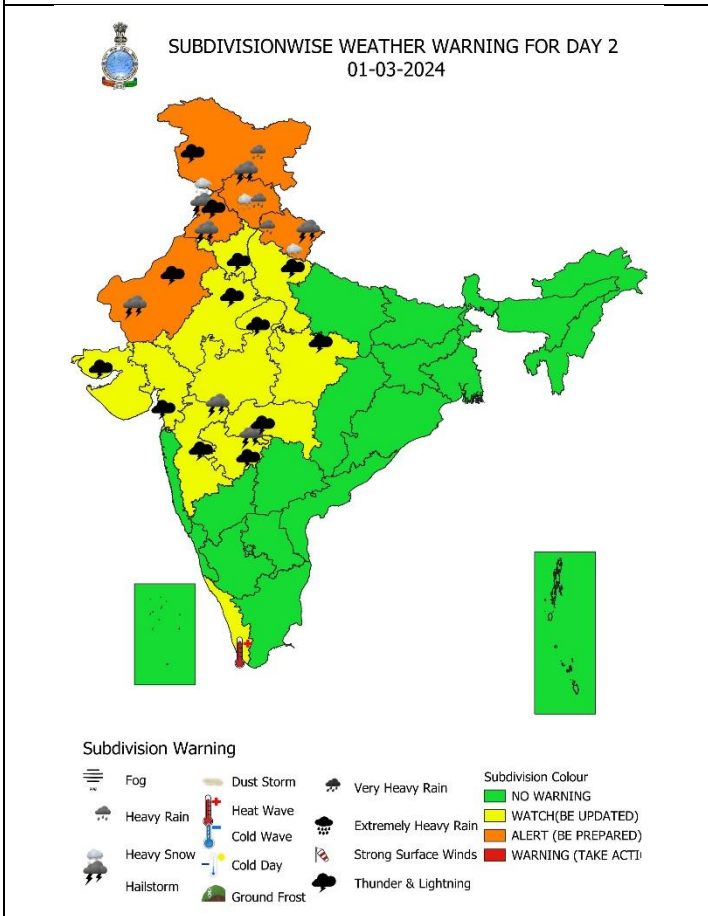 SUBDIVISIONWISE WEATHER WARNING FOR DAY 2
01-03-2024
Subdivision Warning
Fog
Heavy Rain
Heavy Snow
Hailstorm
Dust Storm
Heat Wave
Cold Wave
Cold Day
Ground Frost
Very Heavy Rain
Extremely Heavy Rain
Strong Surface Winds
Thunder & Lightning
Subdivision Colour
NO WARNING
WATCH(BE UPDATED)
ALERT (BE PREPARED)
WARNING (TAKE ACTI